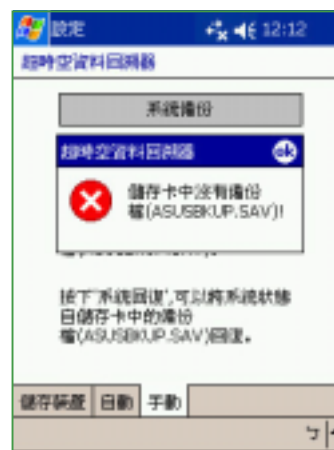 設定 12:12
超時空資料回溯器
系統備份
超時空資料回溯器 ok
儲存卡中沒有備份
檔(ASUSBKUP.SAV)!
按下'系統回復',可以將系統狀態
自儲存卡中的備份
檔(ASUSBKUP.SAV)回復。
儲存裝置 自動 手動
ㄅ